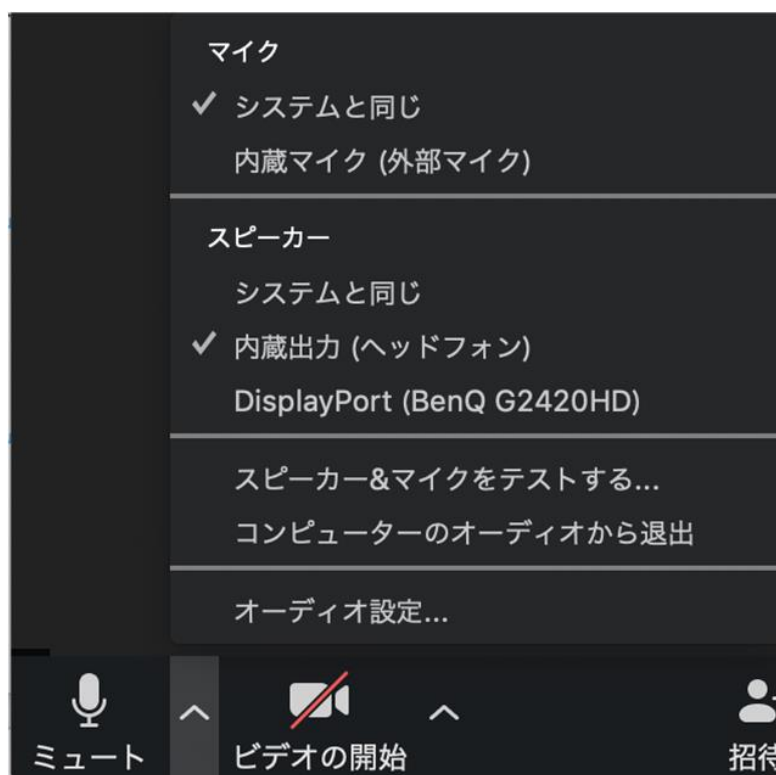 マイク
システムと同じ
内蔵マイク (外部マイク)
スピーカー
システムと同じ
内蔵出力 (ヘッドフォン)
DisplayPort (BenQ G2420HD)
スピーカー&マイクをテストする...
コンピューターのオーディオから退出
オーディオ設定...
ミュート ビデオの開始 招待